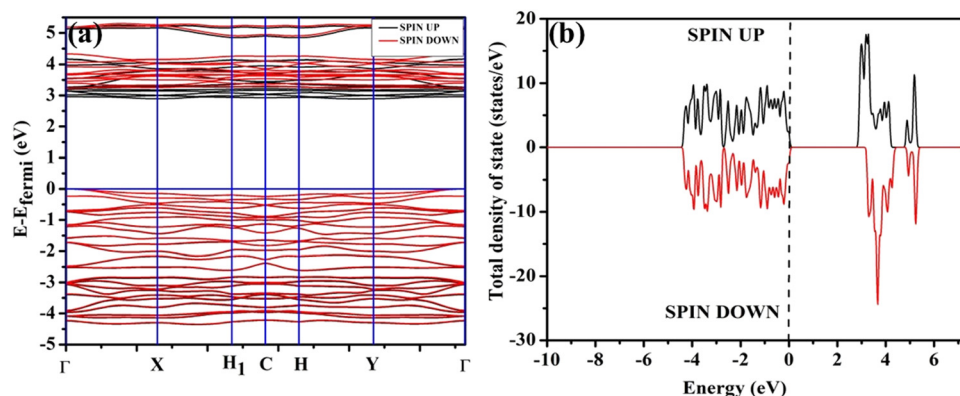 (a)
SPIN UP
SPIN DOWN
E-Efermi (eV)
5
4
3
2
1
0
-1
-2
-3
-4
-5
Γ X H1 C H Y Γ
(b)
SPIN UP
SPIN DOWN
Total density of state (states/eV)
20
10
0
-10
-20
-30
-10 -8 -6 -4 -2 0 2 4 6
Energy (eV)